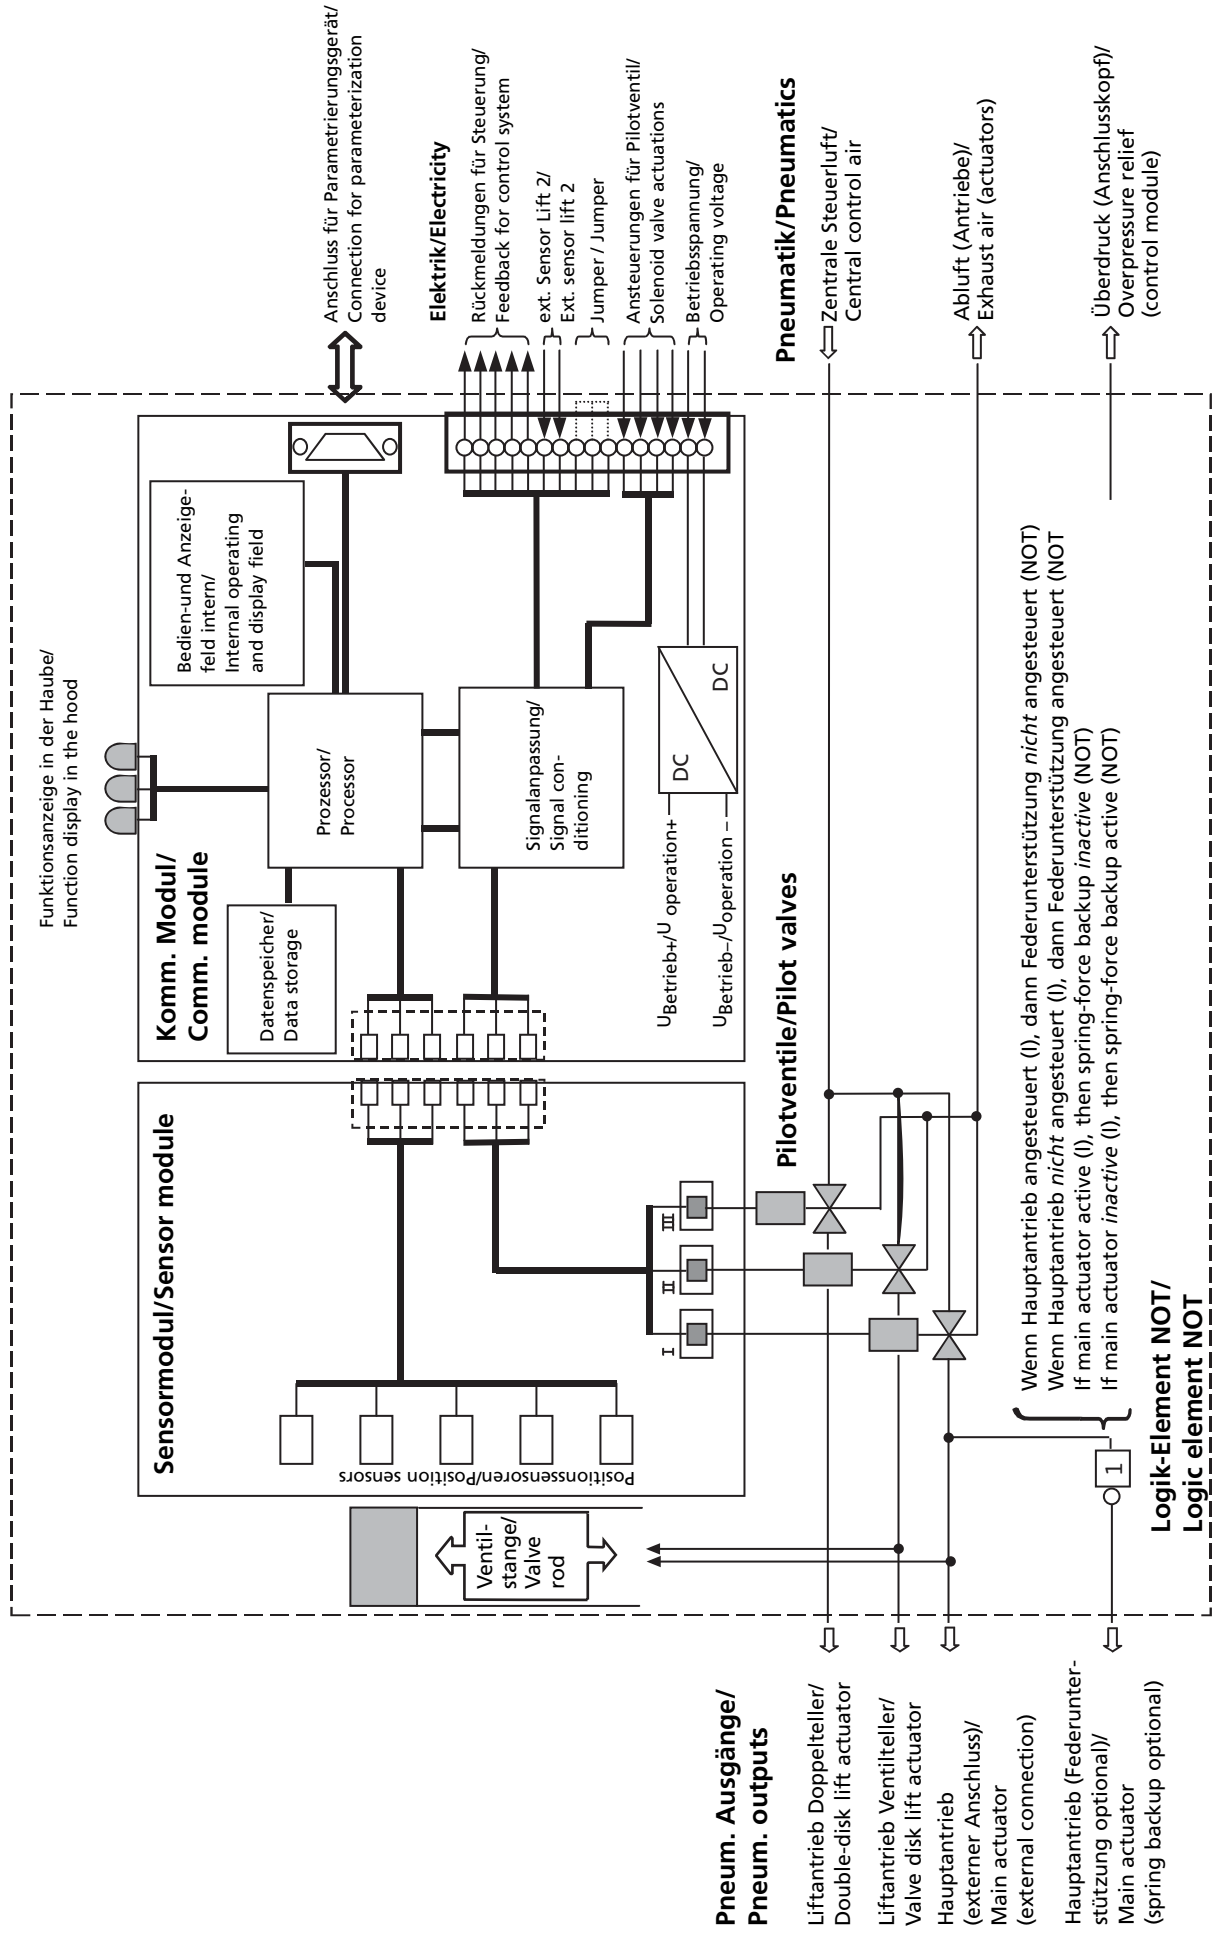 Funktionsanzeige in der Haube/
Function display in the hood
Komm. Modul/
Comm. module
Datenspeicher/
Data storage
Prozessor/
Processor
Bedien-und Anzeige-
feld intern/
Internal operating
and display field
Signalanpassung/
Signal con-
ditioning
DC
DC
UBetrieb+/U operation+
UBetrieb–/Uoperation –
Anschluss für Parametrierungsgerät/
Connection for parameterization
device
Elektrik/Electricity
Rückmeldungen für Steuerung/
Feedback for control system
ext. Sensor Lift 2/
Ext. sensor lift 2
Jumper / Jumper
Ansteuerungen für Pilotventil/
Solenoid valve actuations
Betriebsspannung/
Operating voltage
Pneumatik/Pneumatics
Zentrale Steuerluft/
Central control air
Abluft (Antriebe)/
Exhaust air (actuators)
Überdruck (Anschlusskopf)/
Overpressure relief
(control module)
Sensormodul/Sensor module
Positionssensoren/Position sensors
I
II
III
Ventil-
stange/
Valve
rod
Pilotventile/Pilot valves
Wenn Hauptantrieb angesteuert (I), dann Federunterstützung nicht angesteuert (NOT)
Wenn Hauptantrieb nicht angesteuert (I), dann Federunterstützung angesteuert (NOT
If main actuator active (I), then spring-force backup inactive (NOT)
If main actuator inactive (I), then spring-force backup active (NOT)
1
Logik-Element NOT/
Logic element NOT
Pneum. Ausgänge/
Pneum. outputs
Liftantrieb Doppelteller/
Double-disk lift actuator
Liftantrieb Ventilteller/
Valve disk lift actuator
Hauptantrieb
(externer Anschluss)/
Main actuator
(external connection)
Hauptantrieb (Federunter-
stützung optional)/
Main actuator
(spring backup optional)